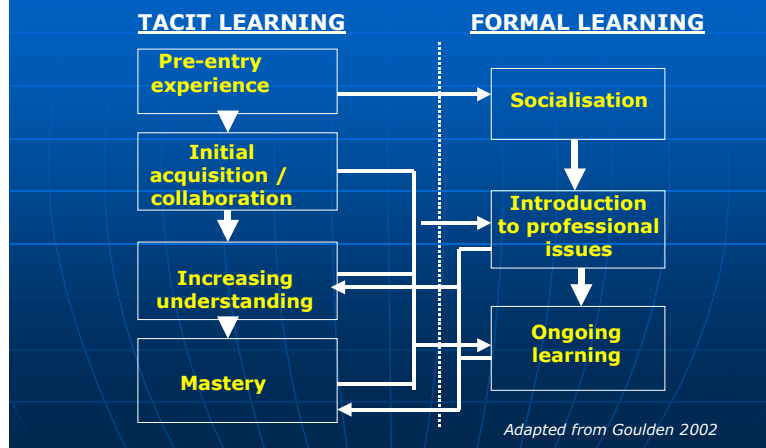 TACIT LEARNING
FORMAL LEARNING
Pre-entry
experience
Socialisation
Initial
acquisition /
collaboration
Introduction
to professional
issues
Increasing
understanding
Ongoing
learning
Mastery
Adapted from Goulden 2002